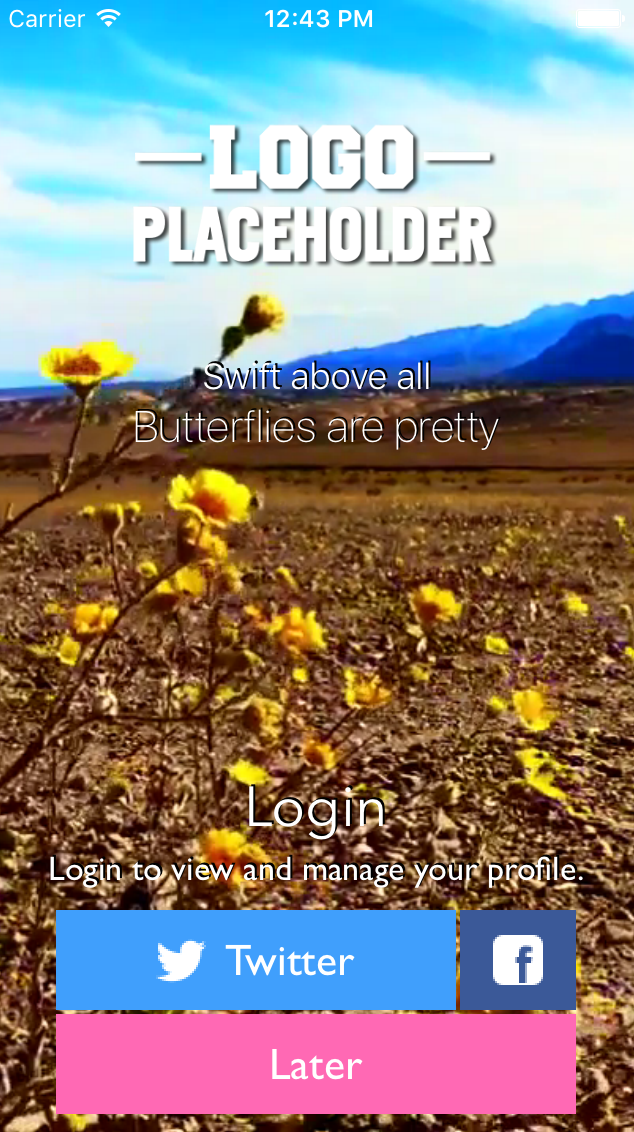 Carrier 12:43 PM
LOGO
PLACEHOLDER
Swift above all
Butterflies are pretty
Login
Login to view and manage your profile.
Twitter f
Later